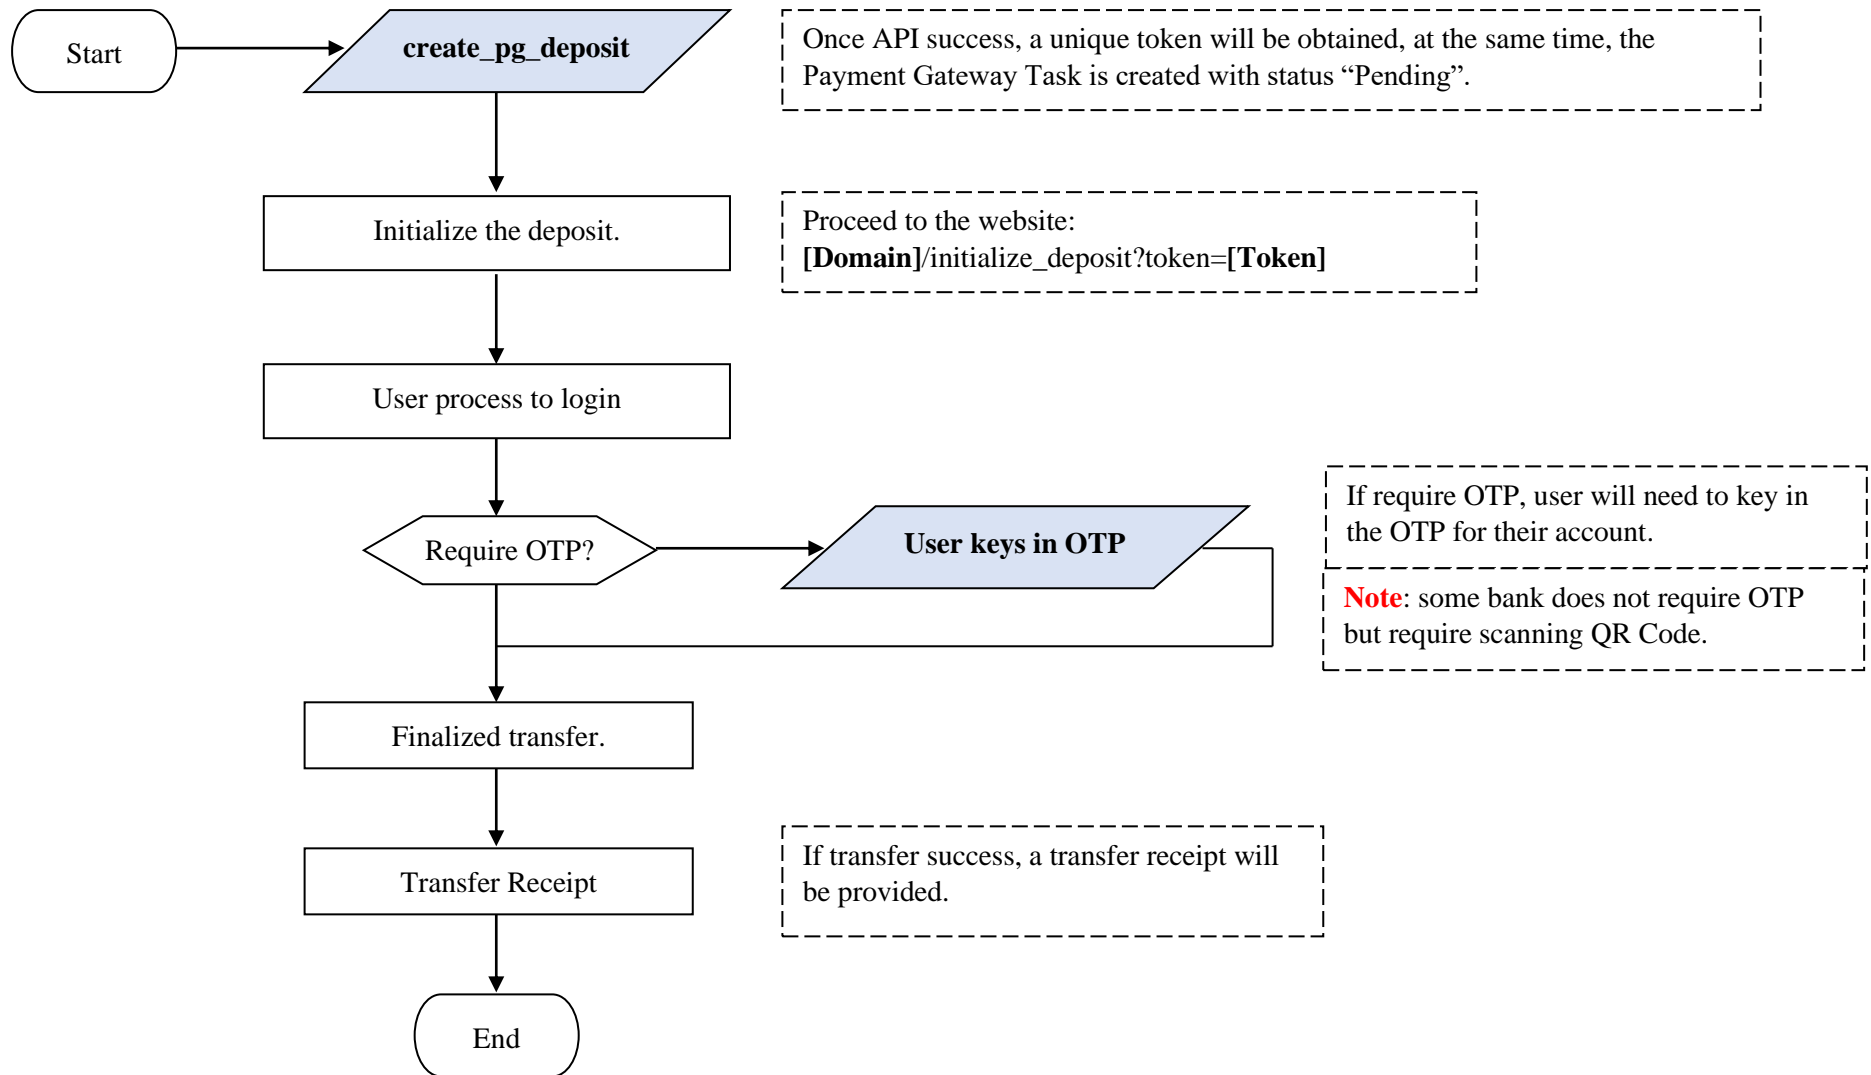 Start
create_pg_deposit
Once API success, a unique token will be obtained, at the same time, the
Payment Gateway Task is created with status “Pending”.
Initialize the deposit.
Proceed to the website:
[Domain]/initialize_deposit?token=[Token]
User process to login
Require OTP?
User keys in OTP
If require OTP, user will need to key in
the OTP for their account.
Note: some bank does not require OTP
but require scanning QR Code.
Finalized transfer.
Transfer Receipt
If transfer success, a transfer receipt will
be provided.
End